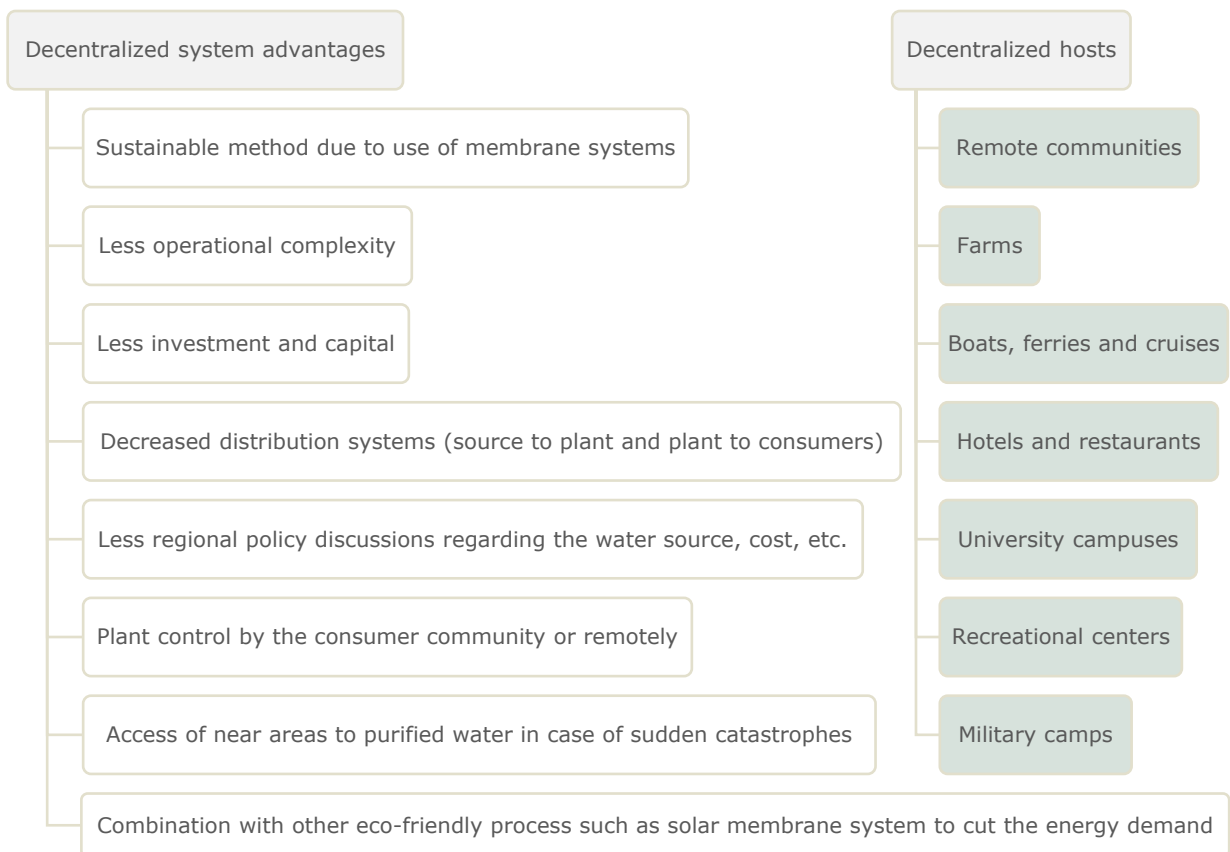 Decentralized system advantages
Sustainable method due to use of membrane systems
Less operational complexity
Less investment and capital
Decreased distribution systems (source to plant and plant to consumers)
Less regional policy discussions regarding the water source, cost, etc.
Plant control by the consumer community or remotely
Access of near areas to purified water in case of sudden catastrophes
Combination with other eco-friendly process such as solar membrane system to cut the energy demand
Decentralized hosts
Remote communities
Farms
Boats, ferries and cruises
Hotels and restaurants
University campuses
Recreational centers
Military camps